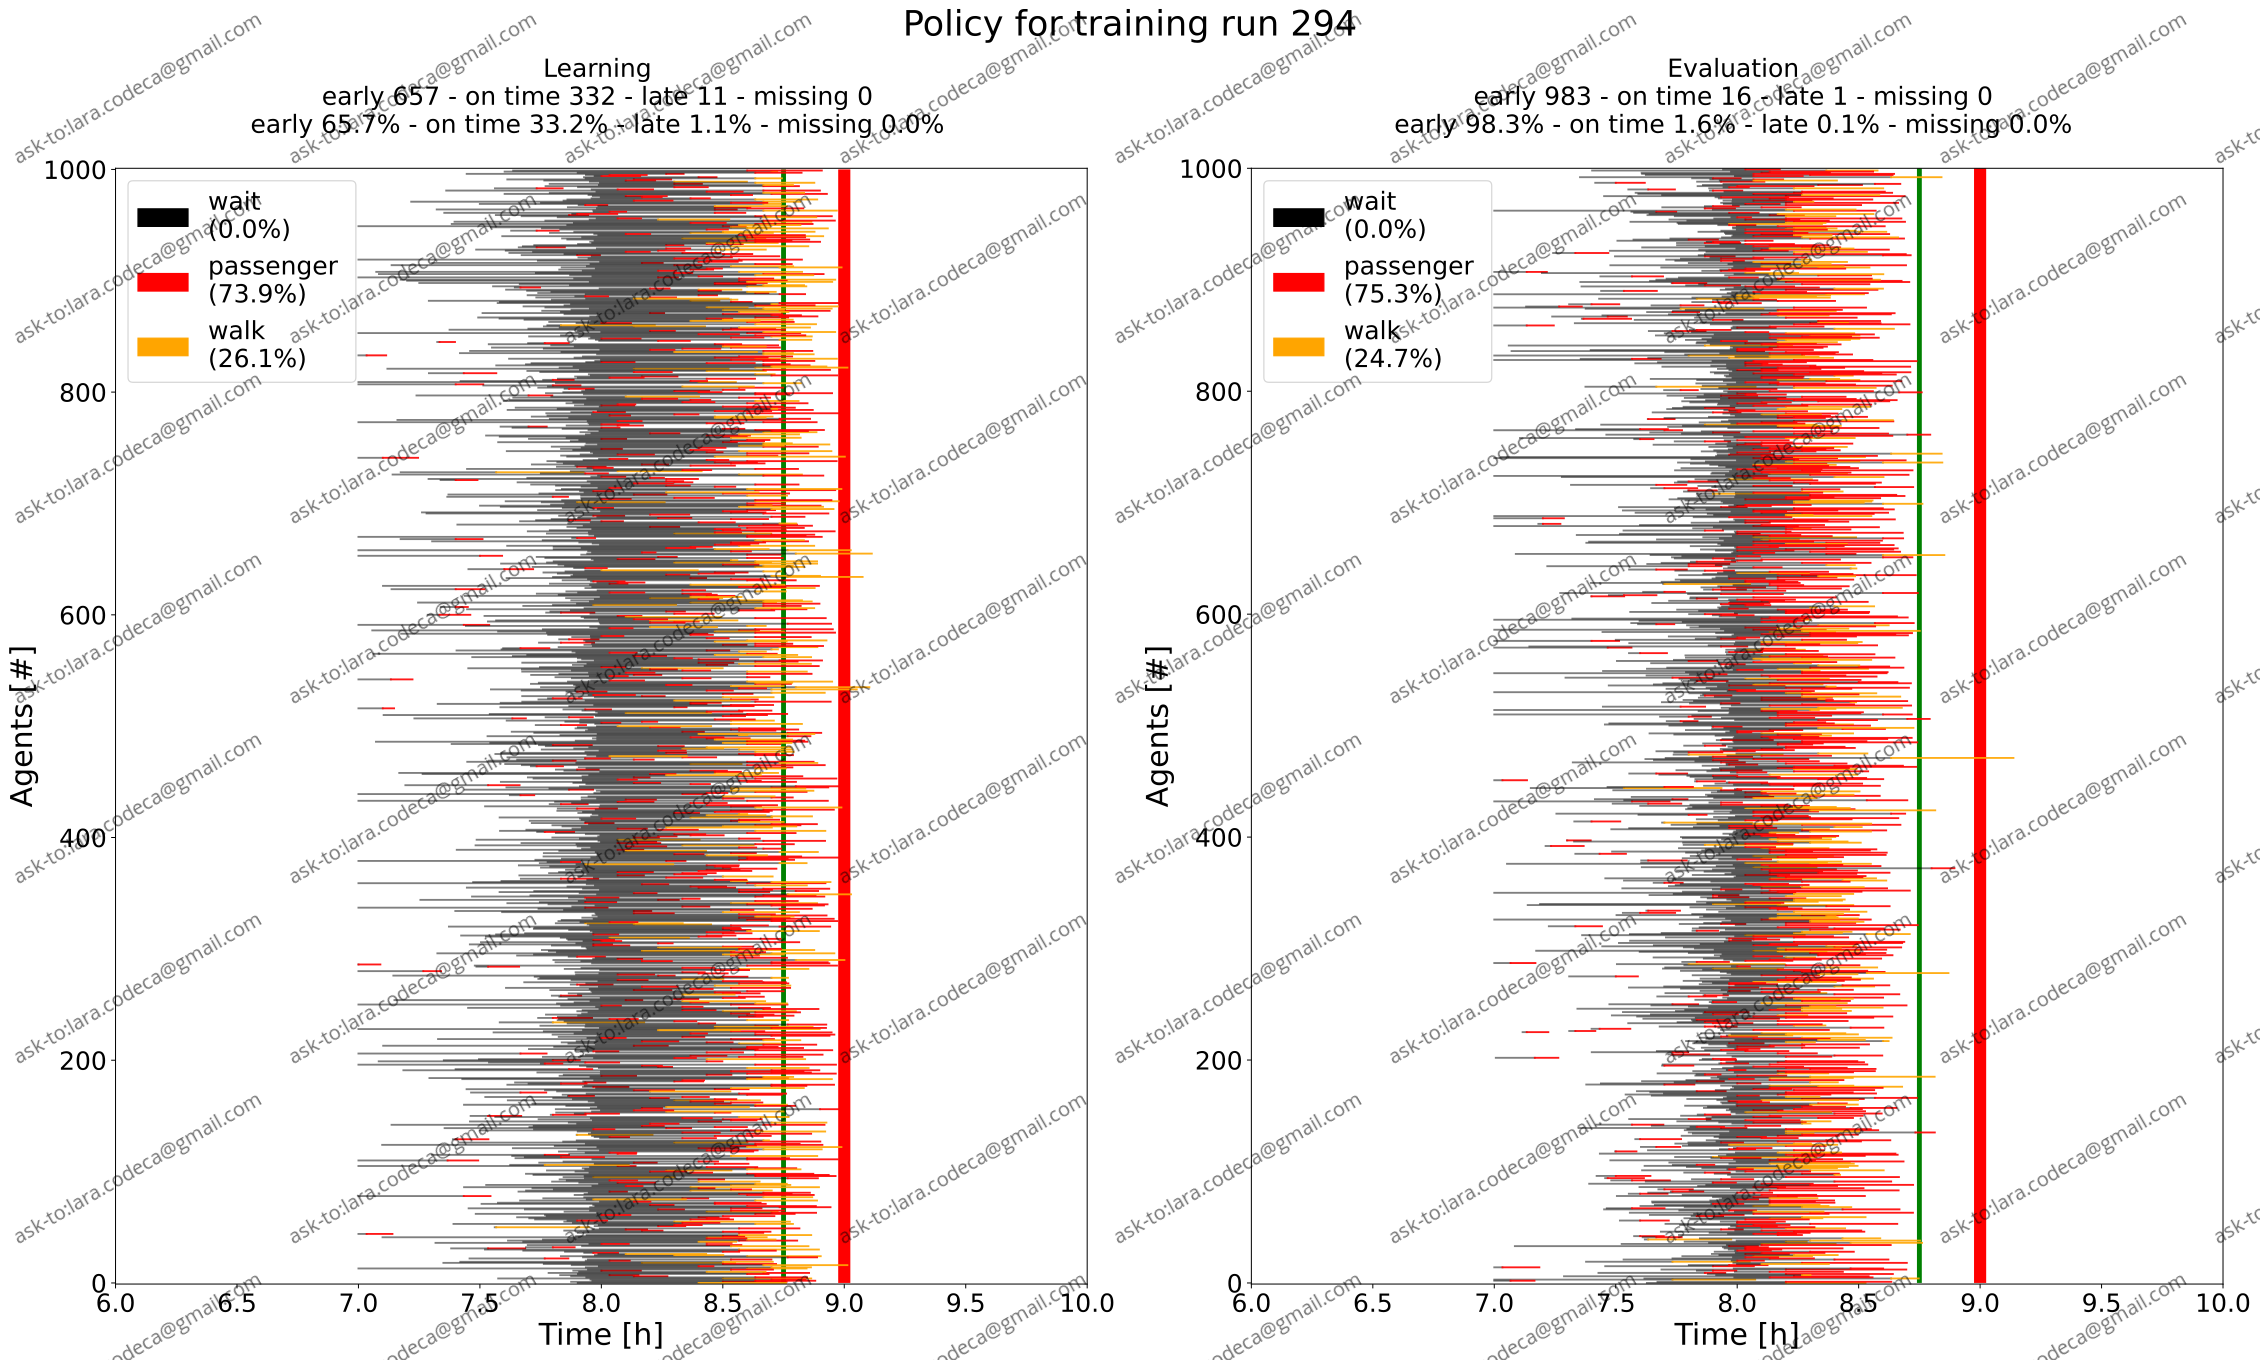 Policy for training run 294
Learning
early 657 - on time 332 - late 11 - missing 0
early 65.7% - on time 33.2% - late 1.1% - missing 0.0%
1000
800
600
400
200
0
Agents [#]
wait
(0.0%)
passenger
(73.9%)
walk
(26.1%)
6.0 6.5 7.0 7.5 8.0 8.5 9.0 9.5 10.0
Time [h]
Evaluation
early 983 - on time 16 - late 1 - missing 0
early 98.3% - on time 1.6% - late 0.1% - missing 0.0%
1000
800
600
400
200
0
Agents [#]
wait
(0.0%)
passenger
(75.3%)
walk
(24.7%)
6.0 6.5 7.0 7.5 8.0 8.5 9.0 9.5 10.0
Time [h]
ask-to:lara.codeca@gmail.com